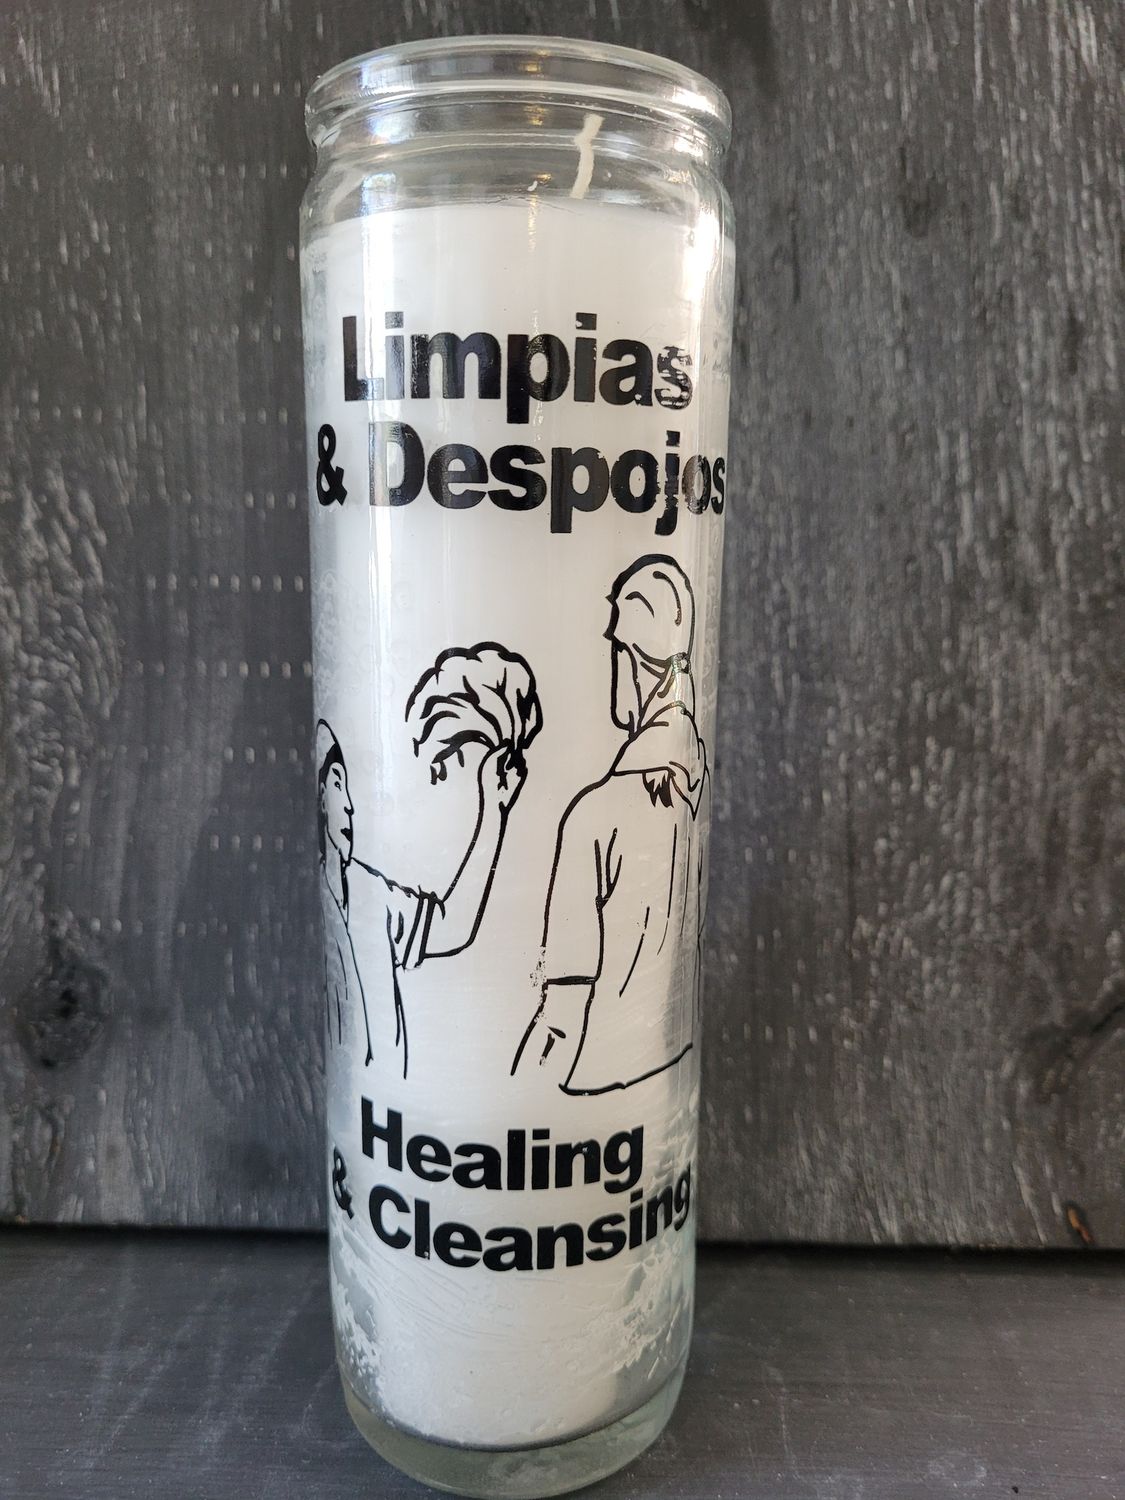 Limpias
& Despojos
Healing
& Cleansing